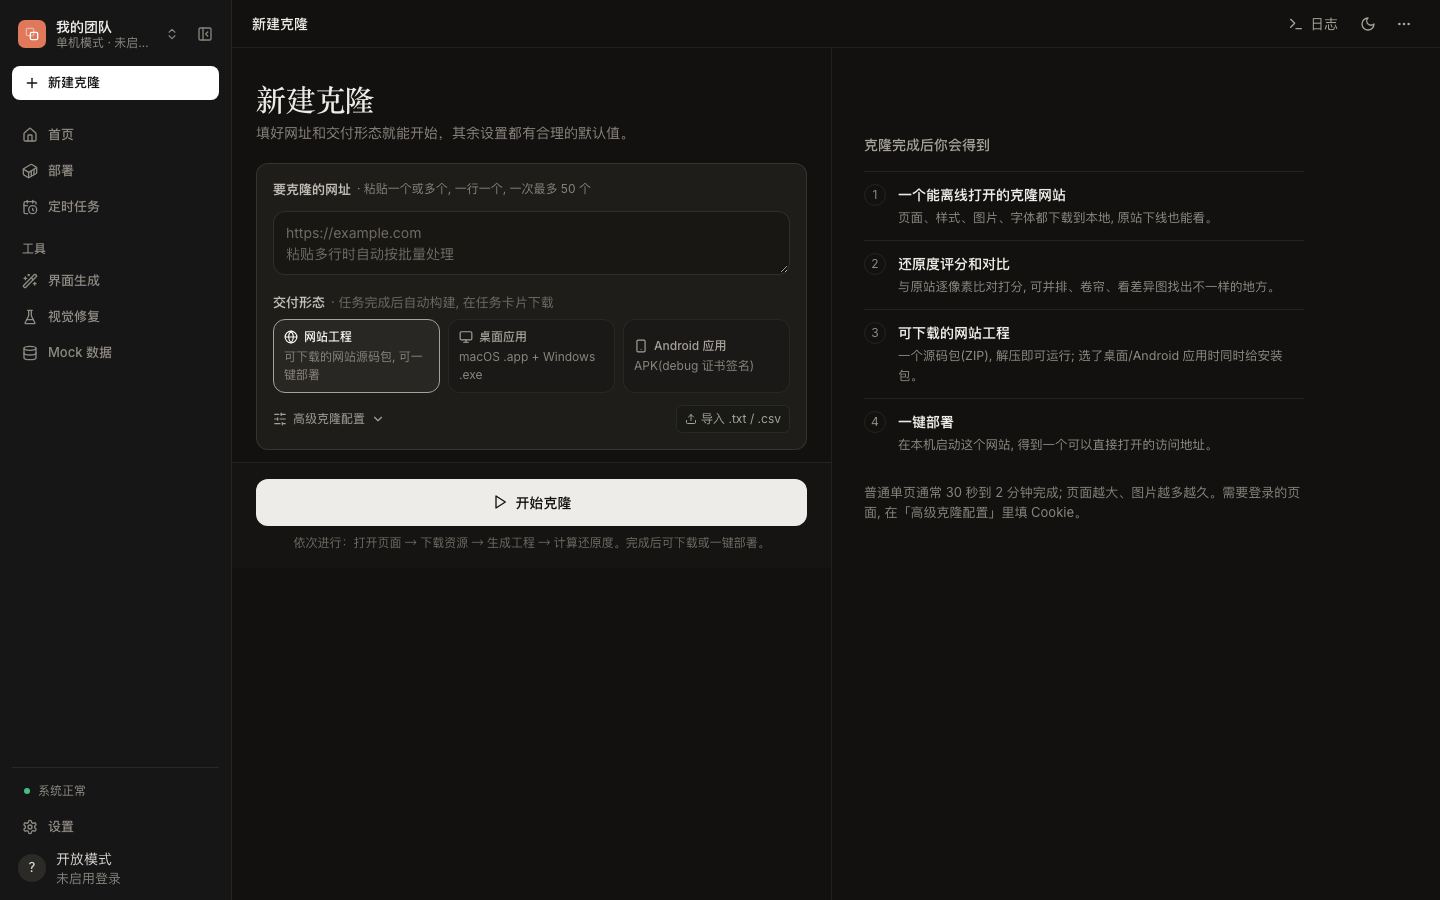 我的团队
单机模式 · 未启...
新建克隆
首页
部署
定时任务
工具
界面生成
视觉修复
Mock 数据
系统正常
设置
?
开放模式
未启用登录
新建克隆
日志
新建克隆
填好网址和交付形态就能开始，其余设置都有合理的默认值。
要克隆的网址 · 粘贴一个或多个, 一行一个, 一次最多 50 个
https://example.com
粘贴多行时自动按批量处理
交付形态 · 任务完成后自动构建, 在任务卡片下载
网站工程
可下载的网站源码包, 可一
键部署
桌面应用
macOS .app + Windows
.exe
Android 应用
APK(debug 证书签名)
高级克隆配置
导入 .txt / .csv
开始克隆
依次进行：打开页面 → 下载资源 → 生成工程 → 计算还原度。完成后可下载或一键部署。
克隆完成后你会得到
1
一个能离线打开的克隆网站
页面、样式、图片、字体都下载到本地, 原站下线也能看。
2
还原度评分和对比
与原站逐像素比对打分, 可并排、卷帘、看差异图找出不一样的地方。
3
可下载的网站工程
一个源码包(ZIP), 解压即可运行; 选了桌面/Android 应用时同时给安装
包。
4
一键部署
在本机启动这个网站, 得到一个可以直接打开的访问地址。
普通单页通常 30 秒到 2 分钟完成; 页面越大、图片越多越久。需要登录的页
面, 在「高级克隆配置」里填 Cookie。